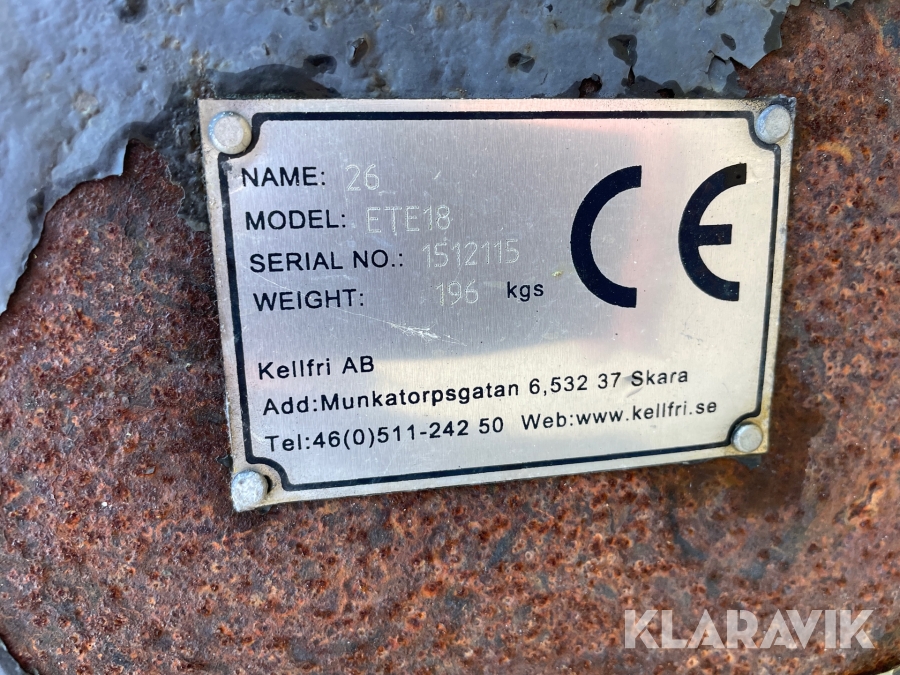 NAME: 26
MODEL: ETE18
SERIAL NO.: 1512115
WEIGHT: 196 kgs
CE
Kellfri AB
Add:Munkatorpsgatan 6,532 37 Skara
Tel:46(0)511-242 50 Web:www.kellfri.se
KLARAVIK